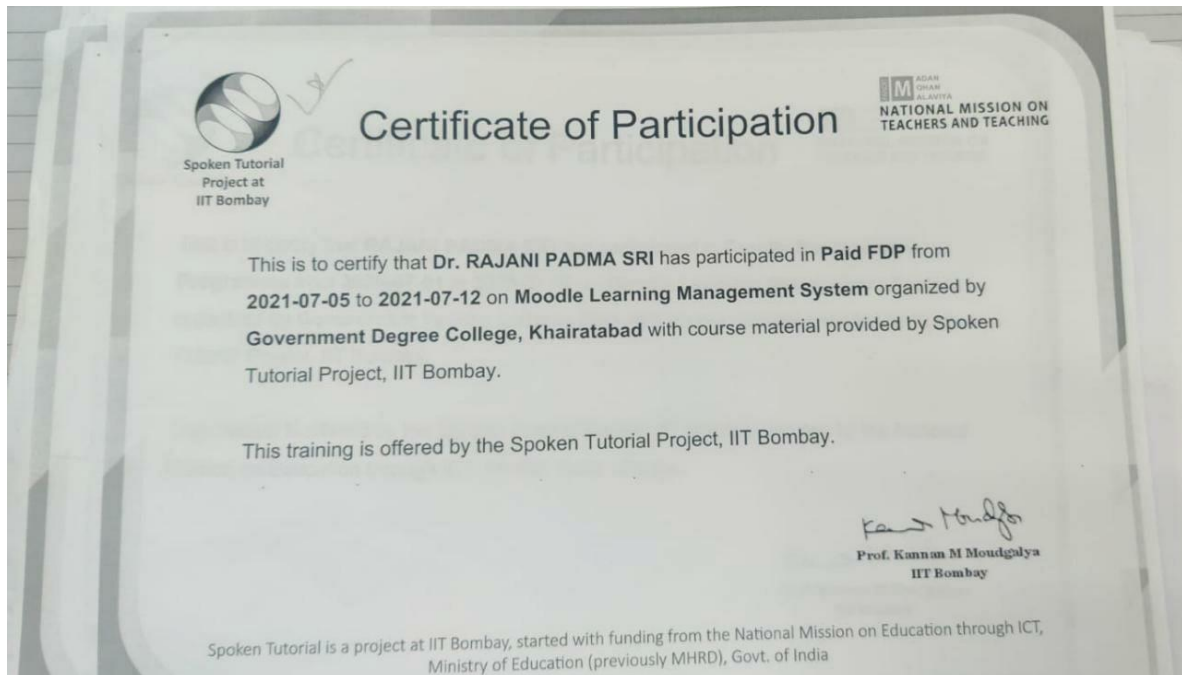 Spoken Tutorial
Project at
IIT Bombay
Certificate of Participation
M
ADAN
OHAN
ALAVIYA
NATIONAL MISSION ON
TEACHERS AND TEACHING
This is to certify that Dr. RAJANI PADMA SRI has participated in Paid FDP from
2021-07-05 to 2021-07-12 on Moodle Learning Management System organized by
Government Degree College, Khairatabad with course material provided by Spoken
Tutorial Project, IIT Bombay.
This training is offered by the Spoken Tutorial Project, IIT Bombay.
Prof. Kannan M Moudgalya
IIT Bombay
Spoken Tutorial is a project at IIT Bombay, started with funding from the National Mission on Education through ICT,
Ministry of Education (previously MHRD), Govt. of India